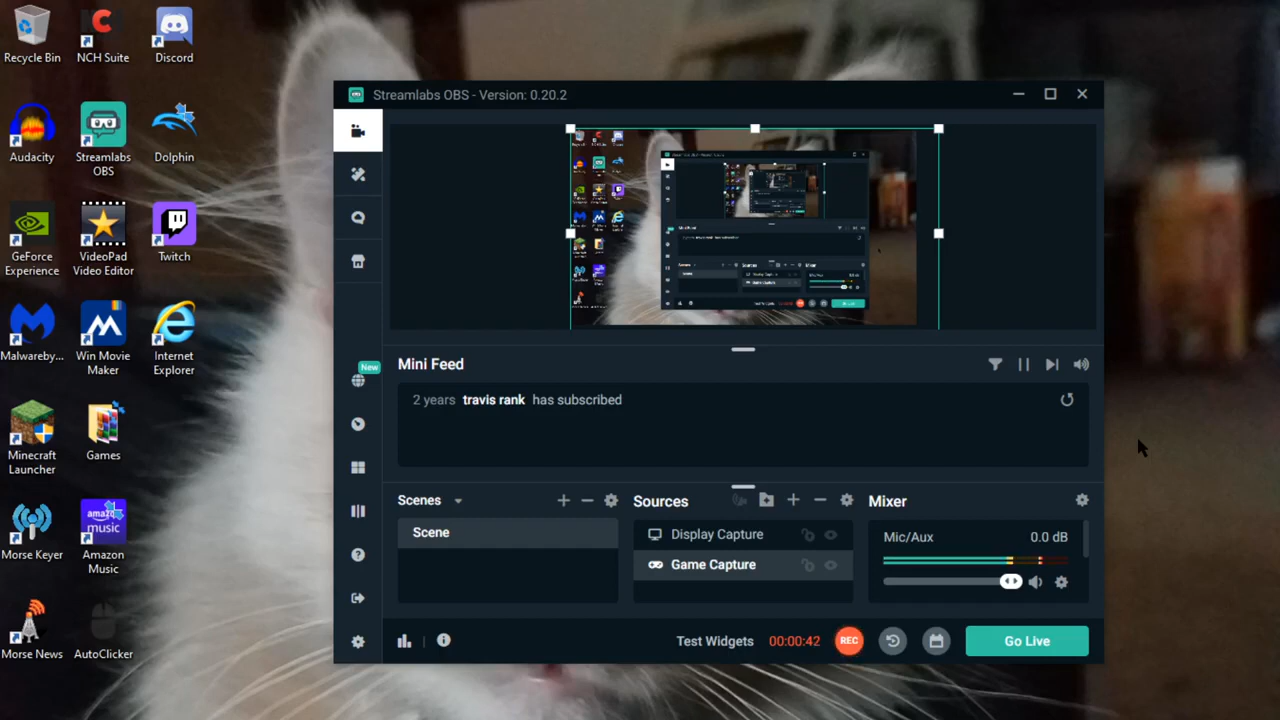 Recycle Bin
NCH Suite
Discord
Audacity
Streamlabs
OBS
Dolphin
GeForce
Experience
VideoPad
Video Editor
Twitch
Malwareby...
Win Movie
Maker
Internet
Explorer
Minecraft
Launcher
Games
Morse Keyer
amazon
music
Amazon
Music
Morse News
AutoClicker
Streamlabs OBS - Version: 0.20.2
New
Mini Feed
2 years travis rank has subscribed
Scenes
Scene
Sources
Display Capture
Game Capture
Mixer
Mic/Aux 0.0 dB
Test Widgets 00:00:42 REC
Go Live